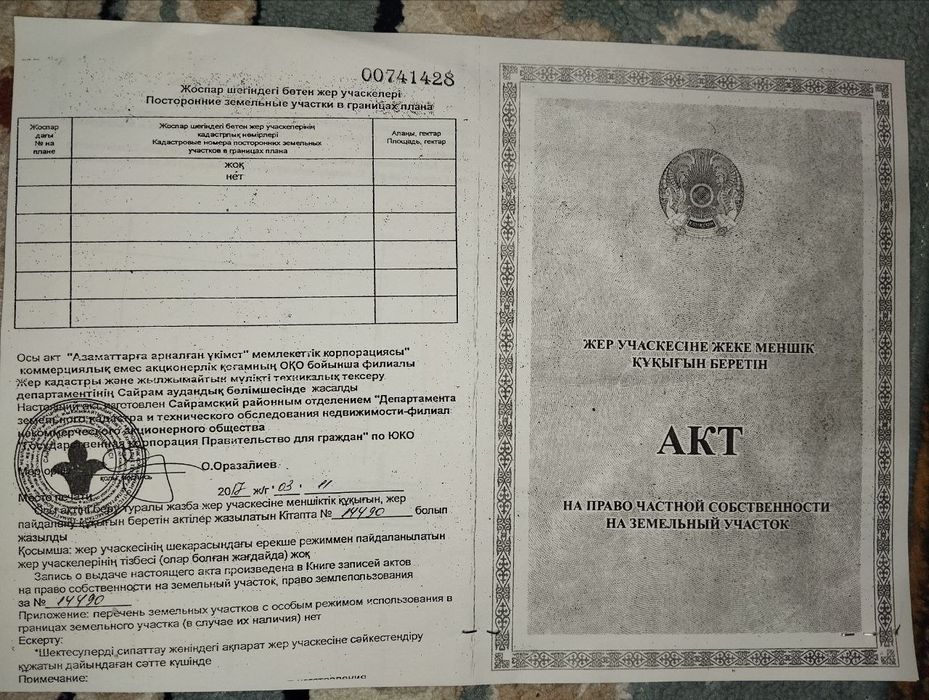 00741428
Жоспар шегіндегі бөтен жер учаскелері
Посторонние земельные участки в границах плана
Жоспар
дағы
№ на
плане
Жоспар шегіндегі бөтен жер учаскелерінің
кадастрлық нөмірлері
Кадастровые номера посторонних земельных
участков в границах плана
Алаңы, гектар
Площадь, гектар
жоқ
нет
Осы акт "Азаматтарға арналған үкімет" мемлекеттік корпорациясы"
коммерциялық емес акционерлік қоғамның ОҚО бойынша филиалы
Жер кадастры және жылжымайтын мүлікті техникалық тексеру
департаментінің Сайрам аудандық бөлімшесінде жасалды
Настоящий акт изготовлен Сайрамским районным отделением "Департамента
земельного кадастра и технического обследования недвижимости-филиал
некоммерческого акционерного общества
"Государственная корпорация Правительство для граждан" по ЮКО
Мөр орны
қолы, подпись
О.Оразалиев
2017 ж/г 03 11
Место печати
Осы актіні беру туралы жазба жер учаскесіне меншіктік құқығын, жер
пайдалану құқығын беретін актілер жазылатын Кітапта № 14490 болып
жазылды
Қосымша: жер учаскесінің шекарасындағы ерекше режиммен пайдаланылатын
жер учаскелерінің тізбесі (олар болған жағдайда) жоқ
Запись о выдаче настоящего акта произведена в Книге записей актов
на право собственности на земельный участок, право землепользования
за № 14490
Приложение: перечень земельных участков с особым режимом использования в
границах земельного участка (в случае их наличия) нет
Ескерту:
*Шектесулерді сипаттау жөніндегі ақпарат жер учаскесіне сәйкестендіру
құжатын дайындаған сәтте күшінде
Примечание:
ЖЕР УЧАСКЕСІНЕ ЖЕКЕ МЕНШІК
ҚҰҚЫҒЫН БЕРЕТІН
АКТ
НА ПРАВО ЧАСТНОЙ СОБСТВЕННОСТИ
НА ЗЕМЕЛЬНЫЙ УЧАСТОК